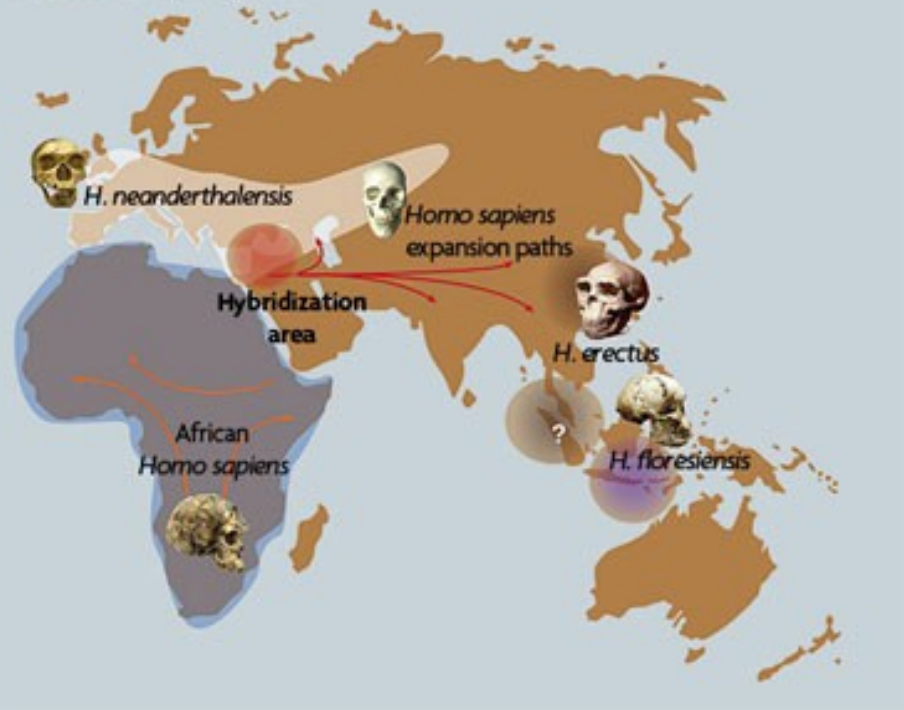 H. neanderthalensis
Homo sapiens
expansion paths
Hybridization
area
H. erectus
?
African
Homo sapiens
H. floresiensis